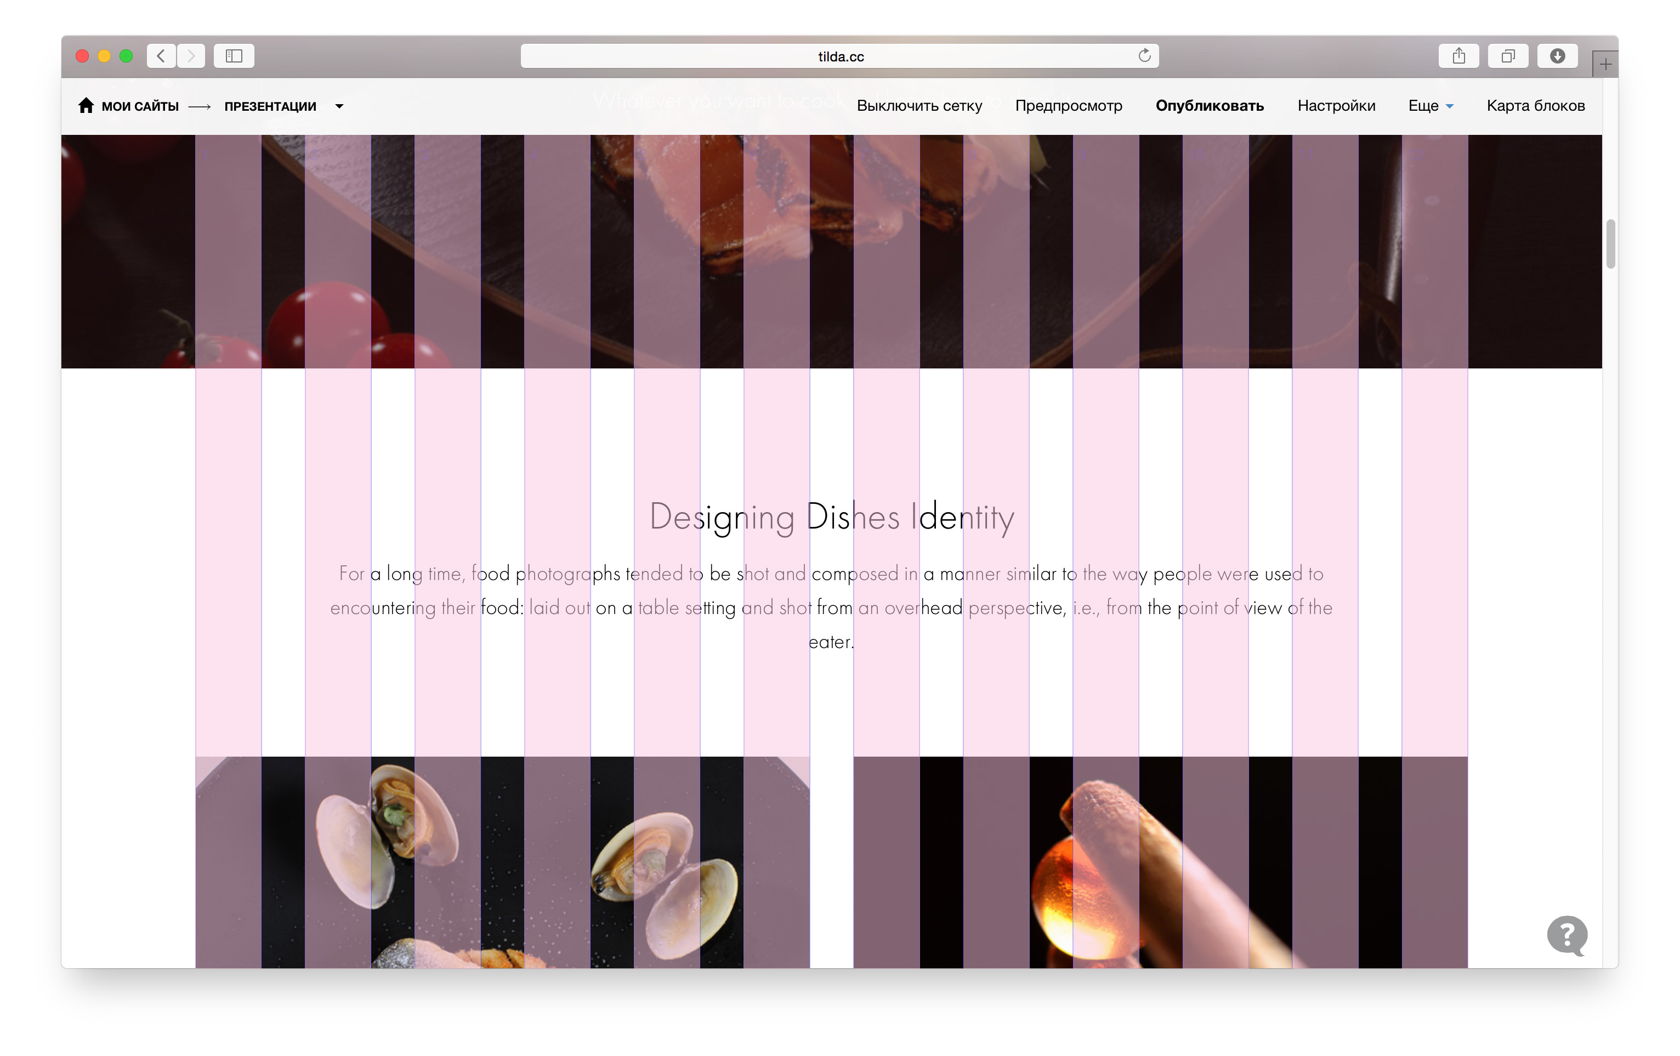 tilda.cc
МОИ САЙТЫ → ПРЕЗЕНТАЦИИ
Whatever you want to cook
Выключить сетку Предпросмотр Опубликовать Настройки Еще Карта блоков
Designing Dishes Identity
For a long time, food photographs tended to be shot and composed in a manner similar to the way people were used to
encountering their food: laid out on a table setting and shot from an overhead perspective, i.e., from the point of view of the
eater.
?